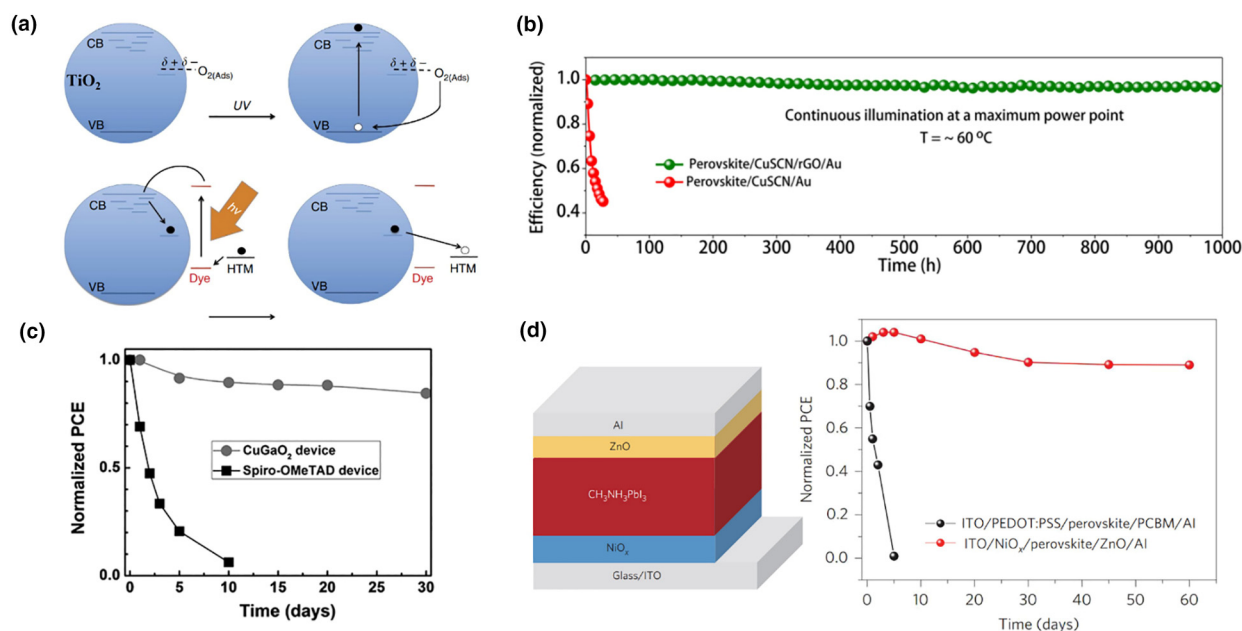 (a)
CB
δ + δ −
O2(Ads)
TiO2
VB
UV
CB
δ + δ −
O2(Ads)
VB
CB
hν
HTM
Dye
VB
CB
HTM
Dye
VB
(b)
Efficiency (normalized)
1.0
0.8
0.6
0.4
Continuous illumination at a maximum power point
T = ~ 60 ºC
Perovskite/CuSCN/rGO/Au
Perovskite/CuSCN/Au
0 100 200 300 400 500 600 700 800 900 1000
Time (h)
(c)
Normalized PCE
1.0
0.5
0.0
CuGaO2 device
Spiro-OMeTAD device
0 5 10 15 20 25 30
Time (days)
(d)
Al
ZnO
CH3NH3PbI3
NiOx
Glass/ITO
Normalized PCE
1.0
0.8
0.6
0.4
0.2
0.0
ITO/PEDOT:PSS/perovskite/PCBM/Al
ITO/NiOx/perovskite/ZnO/Al
0 10 20 30 40 50 60
Time (days)